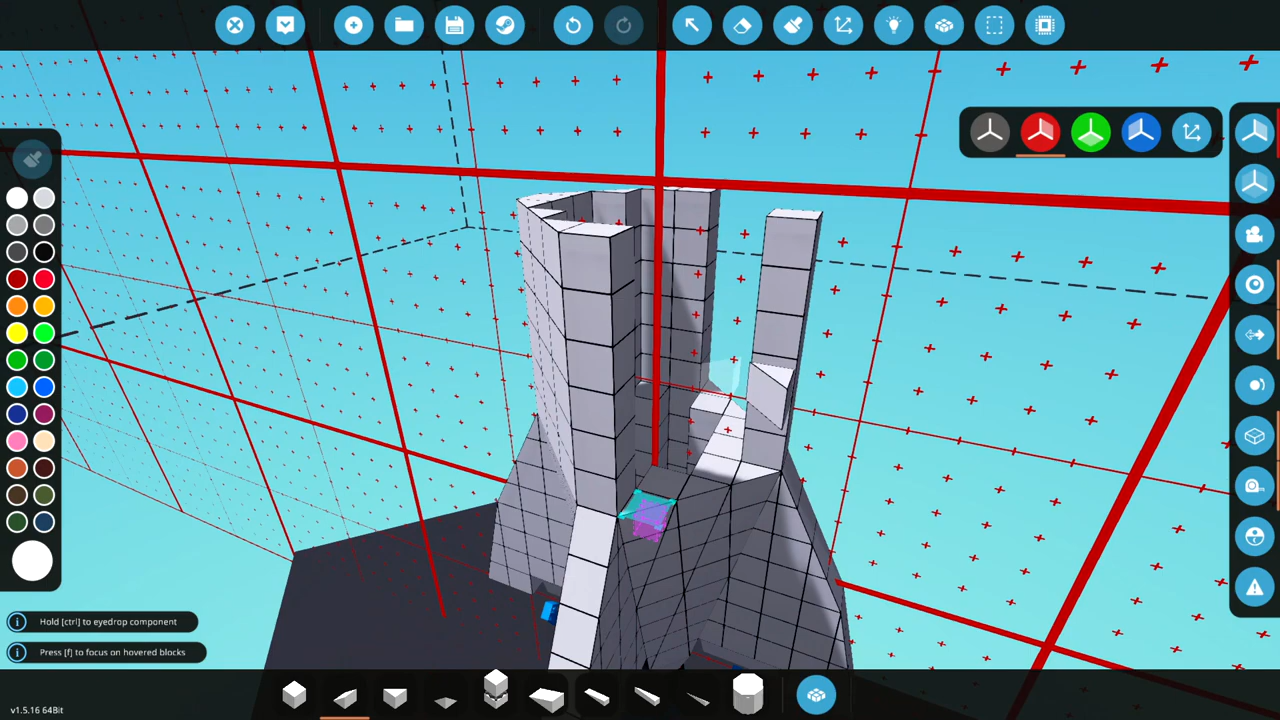 Hold [ctrl] to eyedrop component
Press [f] to focus on hovered blocks
v1.5.16 64Bit